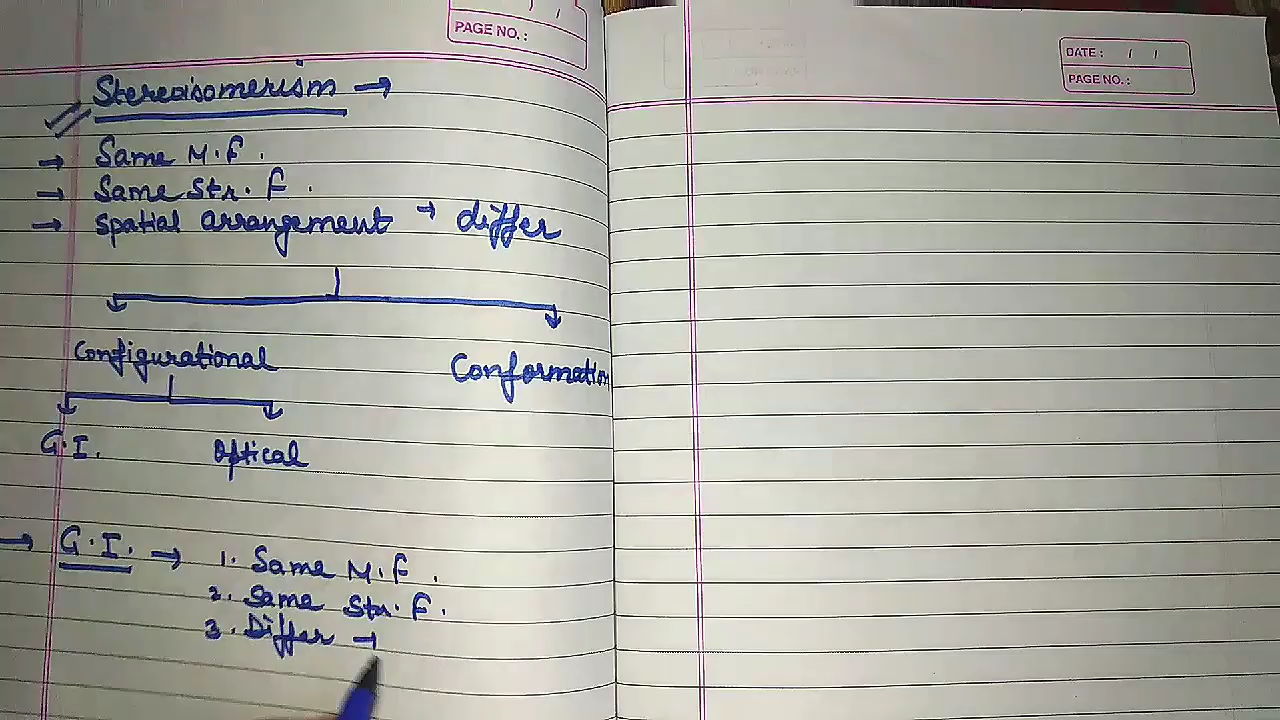 PAGE NO. :
Stereoisomerism →
→ Same M.F.
→ Same Str. F.
→ Spatial arrangement → differ
Configurational Conformation
G.I. Optical
→ G.I. → 1. Same M.F.
2. Same Str. F.
3. Differ →
DATE : / /
PAGE NO. :